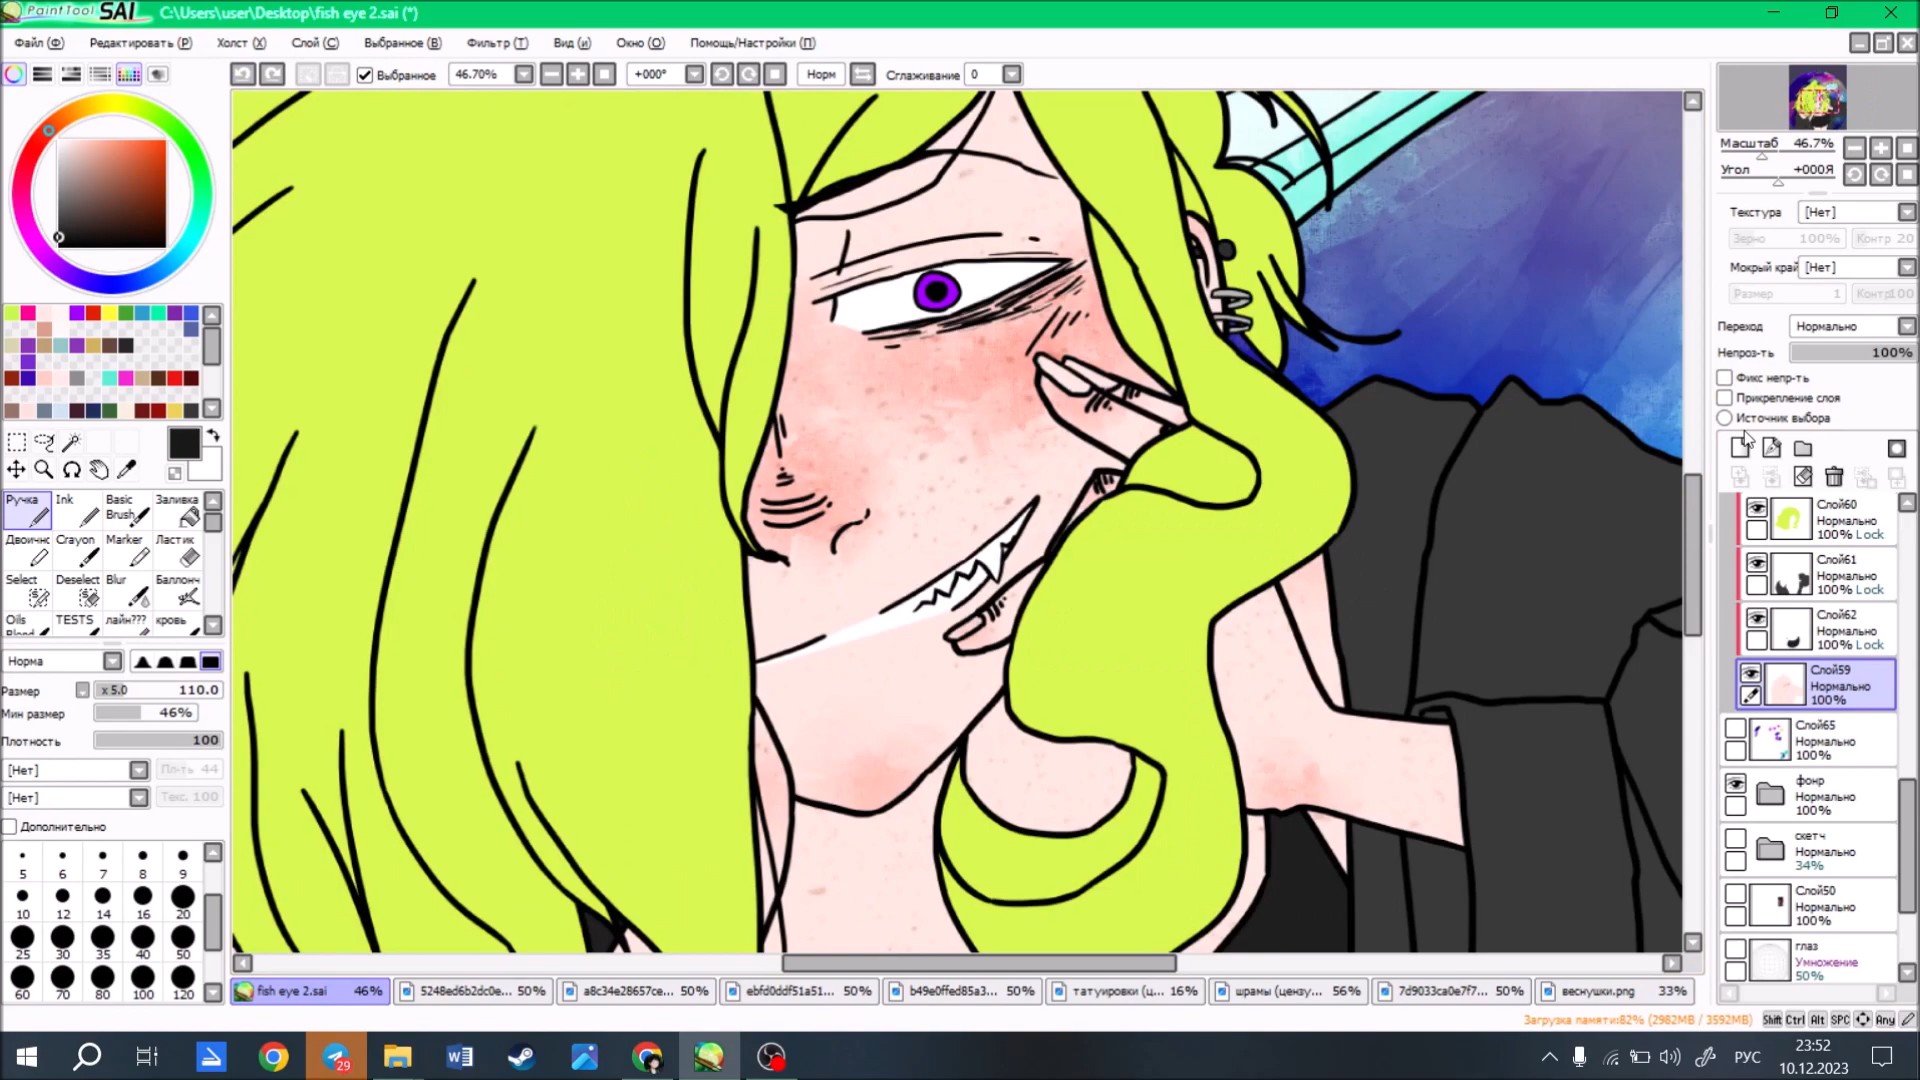 PaintTool SAI C:\Users\user\Desktop\fish eye 2.sai (*)
Файл (Ф) Редактировать (Р) Холст (Х) Слой (С) Выбранное (В) Фильтр (Т) Вид (и) Окно (О) Помощь/Настройки (П)
Выбранное 46.70% +000° Норм Сглаживание 0
Масштаб 46.7%
Угол +000Я
Текстура [Нет]
Зерно 100% Контр 20
Мокрый край [Нет]
Размер 1 Контр 100
Переход Нормально
Непроз-ть 100%
Фикс непр-ть
Прикрепление слоя
Источник выбора
Ручка Ink Basic Brush Заливка
Двоичнс Crayon Marker Ластик
Select Deselect Blur Баллонч
Oils Blend TESTS лайн??? кровь
Норма
Размер x 5.0 110.0
Мин размер 46%
Плотность 100
[Нет] Пл-ть 44
[Нет] Текс. 100
Дополнительно
5 6 7 8 9
10 12 14 16 20
25 30 35 40 50
60 70 80 100 120
Слой60
Нормально
100% Lock
Слой61
Нормально
100% Lock
Слой62
Нормально
100% Lock
Слой59
Нормально
100%
Слой65
Нормально
100%
фонр
Нормально
100%
скетч
Нормально
34%
Слой50
Нормально
100%
глаз
Умножение
50%
fish eye 2.sai 46% 5248ed6b2dc0e... 50% a8c34e28657ce... 50% ebfd0ddf51a51... 50% b49e0ffed85a3... 50% татуировки (ц... 16% шрамы (цензу... 56% 7d9033ca0e7f7... 50% веснушки.png 33%
Загрузка памяти:82% (2982MB / 3592MB) Shift Ctrl Alt SPC Any
29 РУС 23:52
10.12.2023